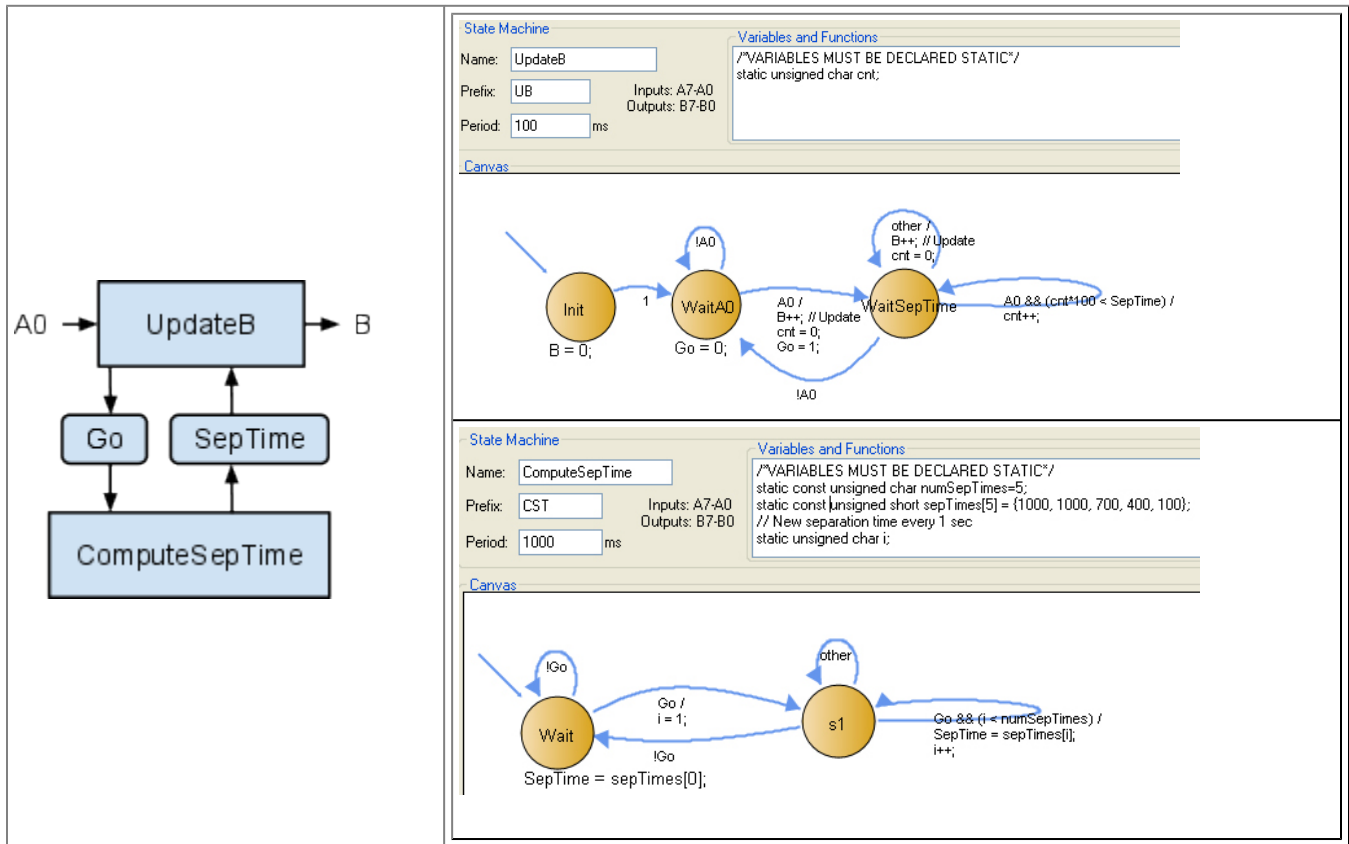 A0
UpdateB
B
Go
SepTime
ComputeSepTime
State Machine
Name: UpdateB
Prefix: UB
Inputs: A7-A0
Outputs: B7-B0
Period: 100 ms
Variables and Functions
/*VARIABLES MUST BE DECLARED STATIC*/
static unsigned char cnt;
Canvas
Init
B = 0;
1
!A0
WaitA0
Go = 0;
A0 /
B++; // Update
cnt = 0;
Go = 1;
other /
B++; // Update
cnt = 0;
WaitSepTime
A0 && (cnt*100 < SepTime) /
cnt++;
!A0
State Machine
Name: ComputeSepTime
Prefix: CST
Inputs: A7-A0
Outputs: B7-B0
Period: 1000 ms
Variables and Functions
/*VARIABLES MUST BE DECLARED STATIC*/
static const unsigned char numSepTimes=5;
static const unsigned short sepTimes[5] = {1000, 1000, 700, 400, 100};
// New separation time every 1 sec
static unsigned char i;
Canvas
!Go
Wait
SepTime = sepTimes[0];
Go /
i = 1;
!Go
other
s1
Go && (i < numSepTimes) /
SepTime = sepTimes[i];
i++;